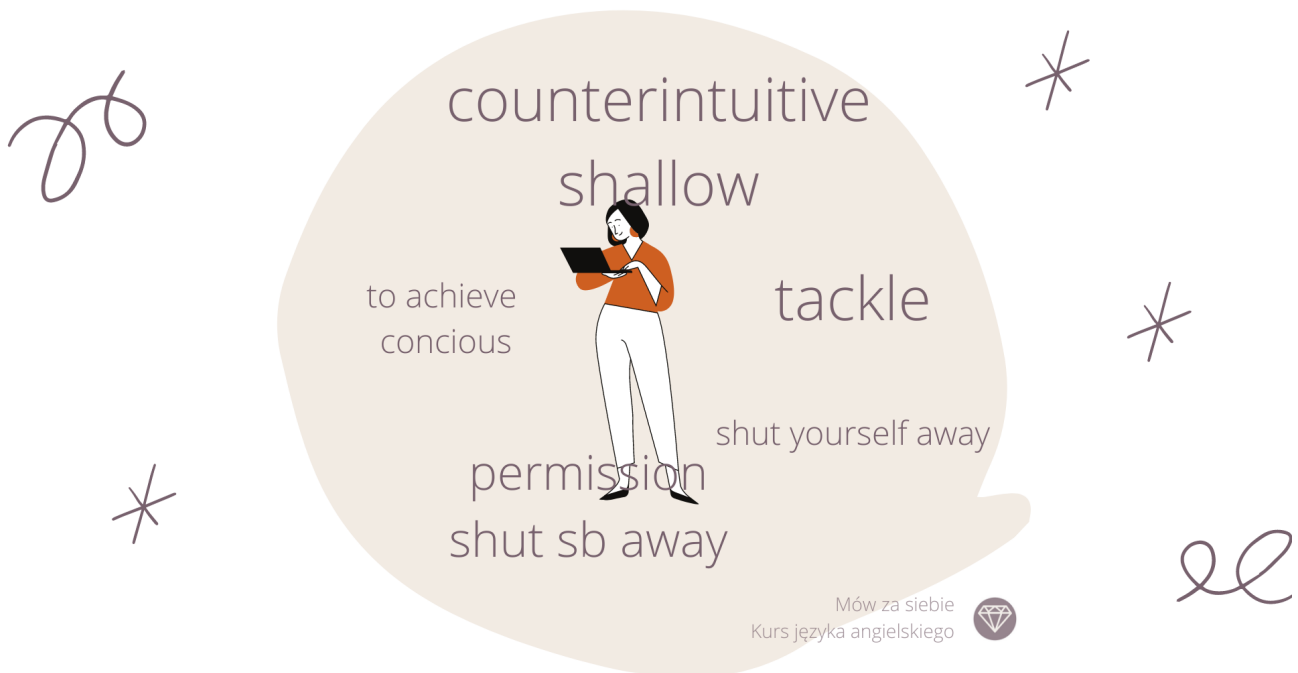 counterintuitive
shallow
to achieve
concious
tackle
shut yourself away
permission
shut sb away
Mów za siebie
Kurs języka angielskiego